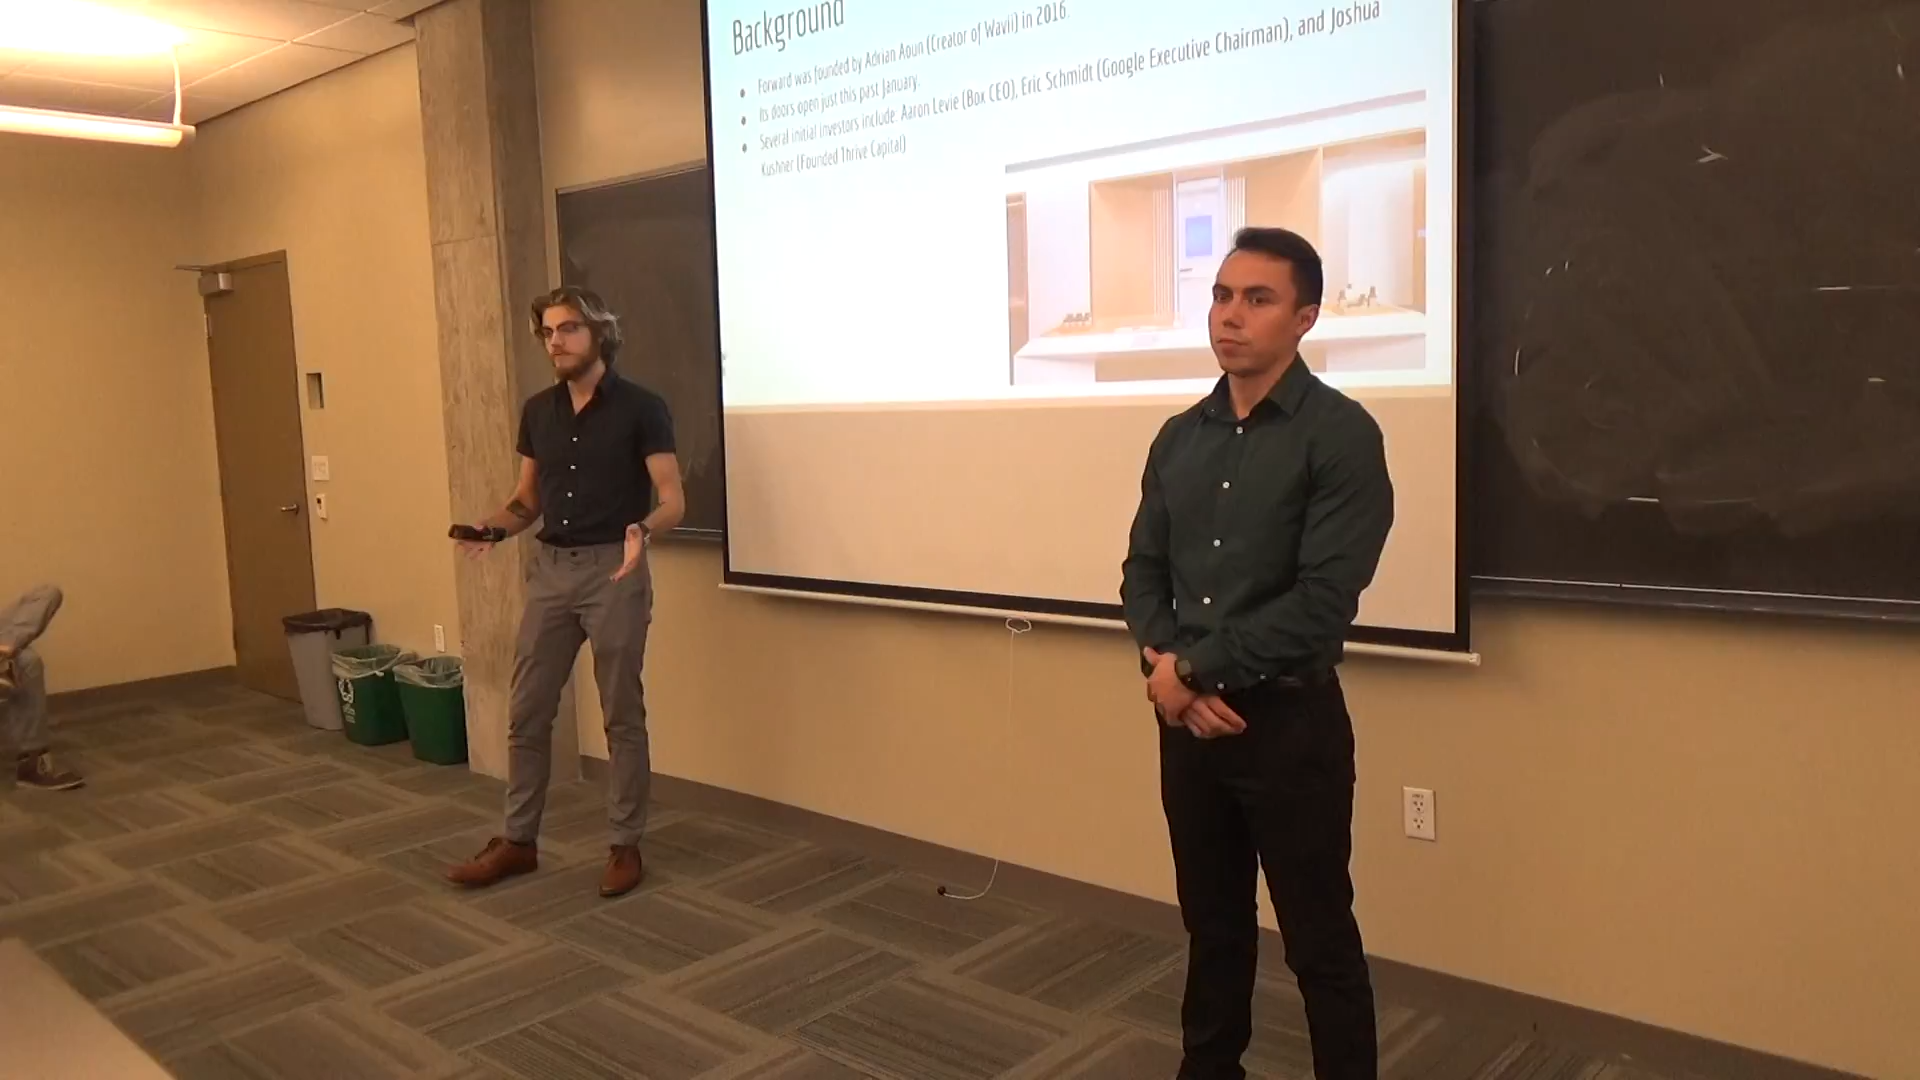 Background
Forward was founded by Adrian Aoun (Creator of Wavii) in 2016.
Its doors open just this past January.
Several initial investors include: Aaron Levie (Box CEO), Eric Schmidt (Google Executive Chairman), and Joshua
Kushner (Founded Thrive Capital)